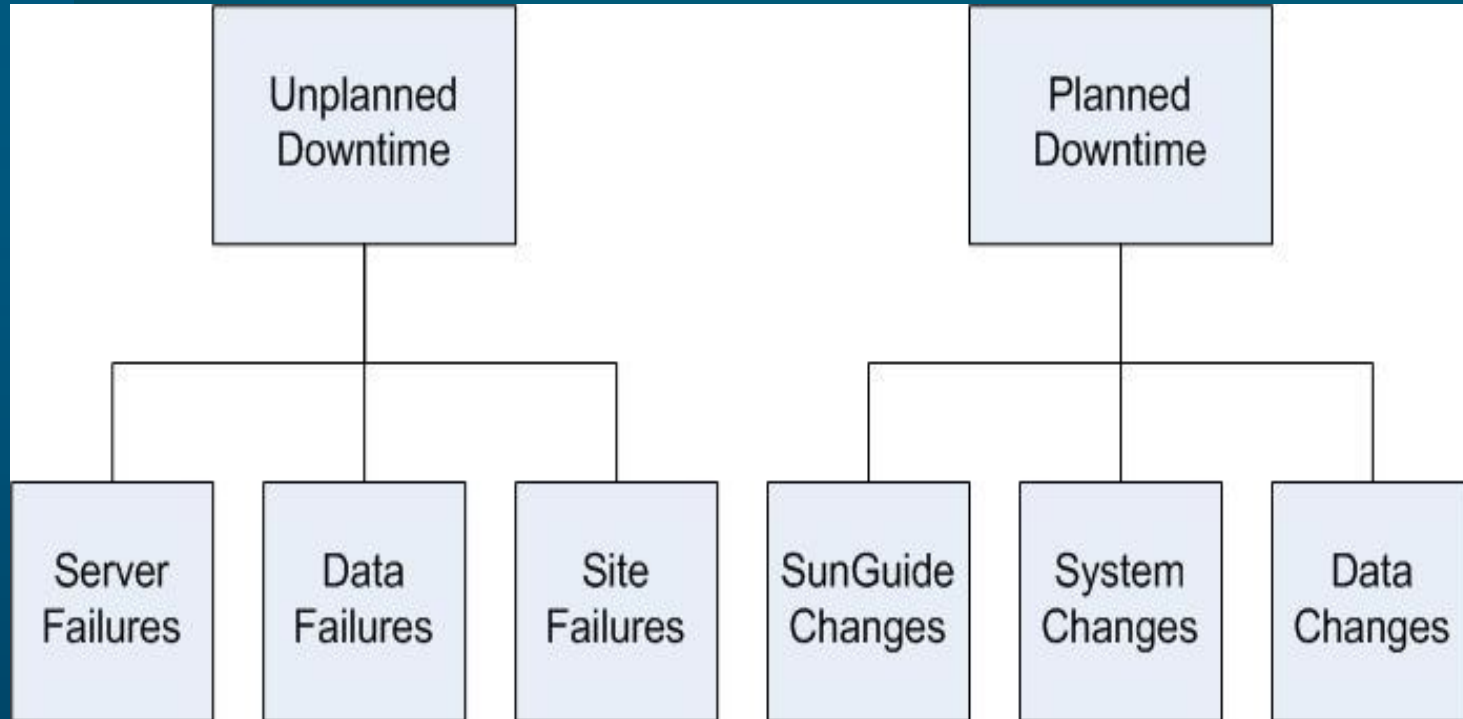 Unplanned
Downtime
Planned
Downtime
Server
Failures
Data
Failures
Site
Failures
SunGuide
Changes
System
Changes
Data
Changes